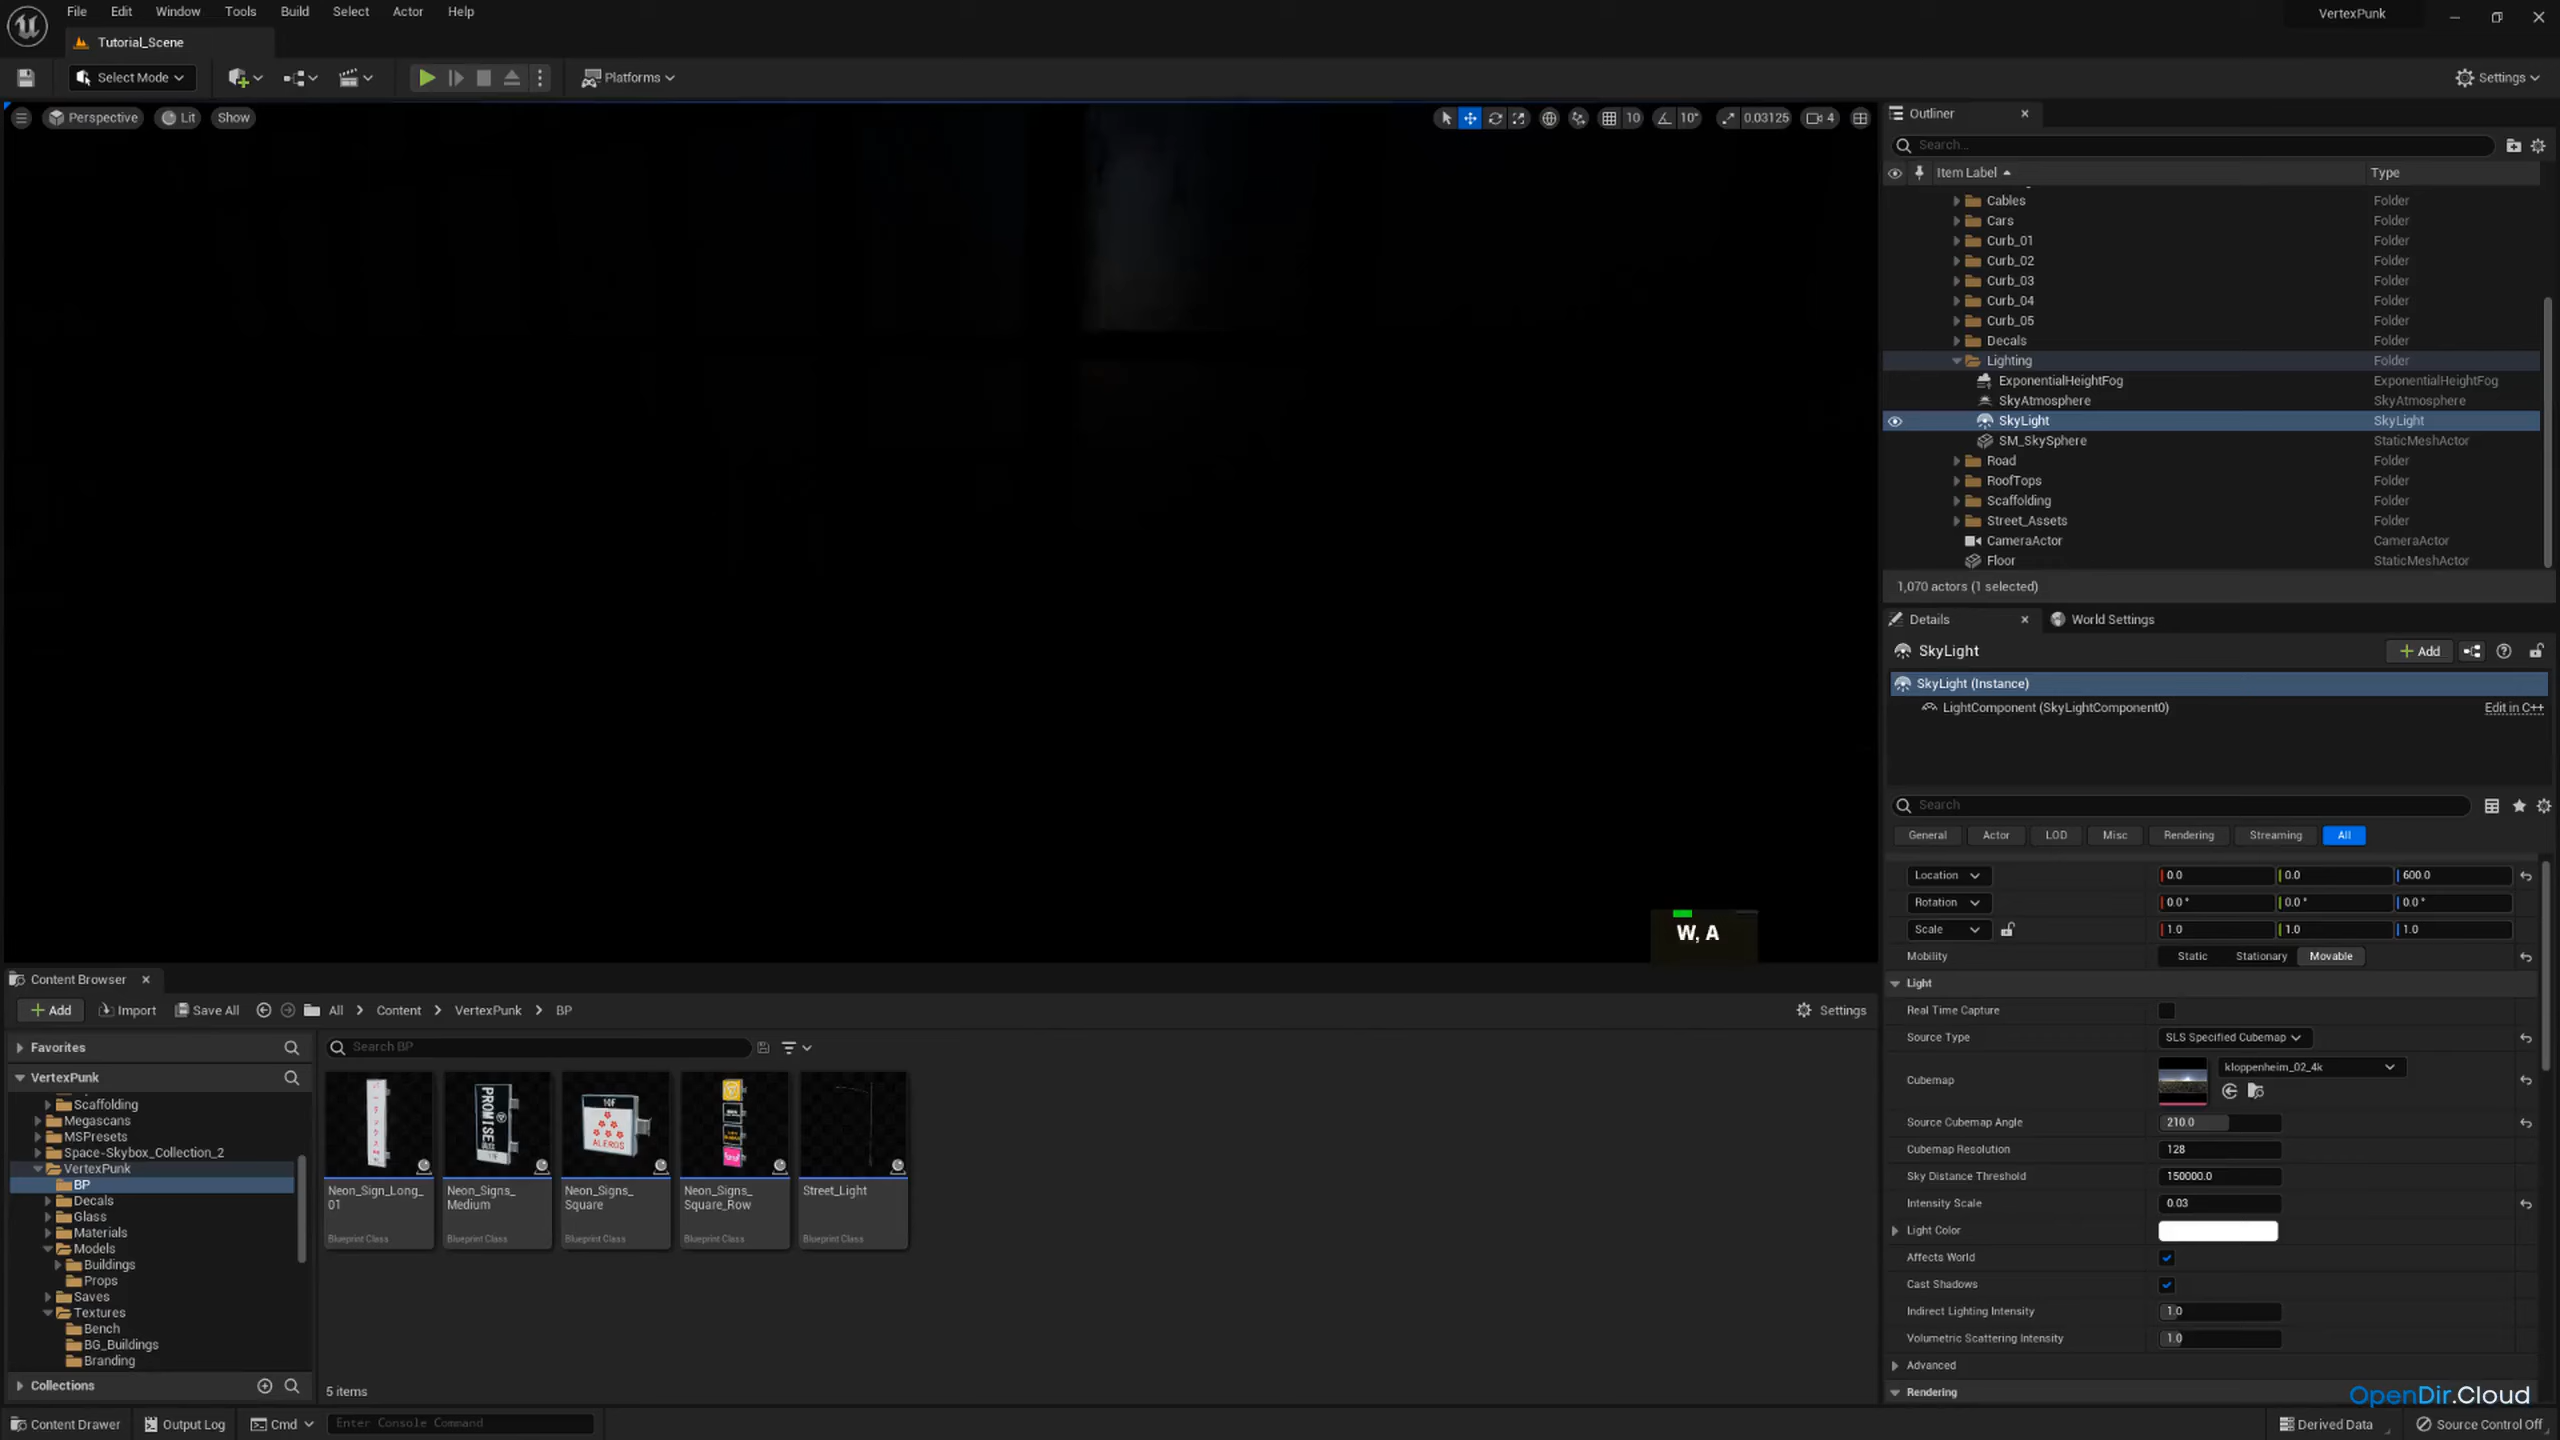 File Edit Window Tools Build Select Actor Help
VertexPunk
Tutorial_Scene
Select Mode
Platforms
Settings
Perspective
Lit
Show
10
10°
0.03125
4
Outliner
Search...
Item Label
Type
Cables
Folder
Cars
Folder
Curb_01
Folder
Curb_02
Folder
Curb_03
Folder
Curb_04
Folder
Curb_05
Folder
Decals
Folder
Lighting
Folder
ExponentialHeightFog
ExponentialHeightFog
SkyAtmosphere
SkyAtmosphere
SkyLight
SkyLight
SM_SkySphere
StaticMeshActor
Road
Folder
RoofTops
Folder
Scaffolding
Folder
Street_Assets
Folder
CameraActor
CameraActor
Floor
StaticMeshActor
1,070 actors (1 selected)
Details
World Settings
SkyLight
Add
SkyLight (Instance)
LightComponent (SkyLightComponent0)
Edit in C++
Search
General
Actor
LOD
Misc
Rendering
Streaming
All
Location
0.0
0.0
600.0
Rotation
0.0 °
0.0 °
0.0 °
Scale
1.0
1.0
1.0
Mobility
Static
Stationary
Movable
Light
Real Time Capture
Source Type
SLS Specified Cubemap
Cubemap
kloppenheim_02_4k
Source Cubemap Angle
210.0
Cubemap Resolution
128
Sky Distance Threshold
150000.0
Intensity Scale
0.03
Light Color
Affects World
Cast Shadows
Indirect Lighting Intensity
1.0
Volumetric Scattering Intensity
1.0
Advanced
Rendering
W, A
Content Browser
Add
Import
Save All
All
Content
VertexPunk
BP
Settings
Favorites
Search BP
VertexPunk
Scaffolding
Megascans
MSPresets
Space-Skybox_Collection_2
VertexPunk
BP
Decals
Glass
Materials
Models
Buildings
Props
Saves
Textures
Bench
BG_Buildings
Branding
Collections
PROMISE
10F
ALEROS
Neon_Sign_Long_
01
Blueprint Class
Neon_Signs_
Medium
Blueprint Class
Neon_Signs_
Square
Blueprint Class
Neon_Signs_
Square_Row
Blueprint Class
Street_Light
Blueprint Class
5 items
Content Drawer
Output Log
Cmd
Enter Console Command
Derived Data
Source Control Off
OpenDir.Cloud